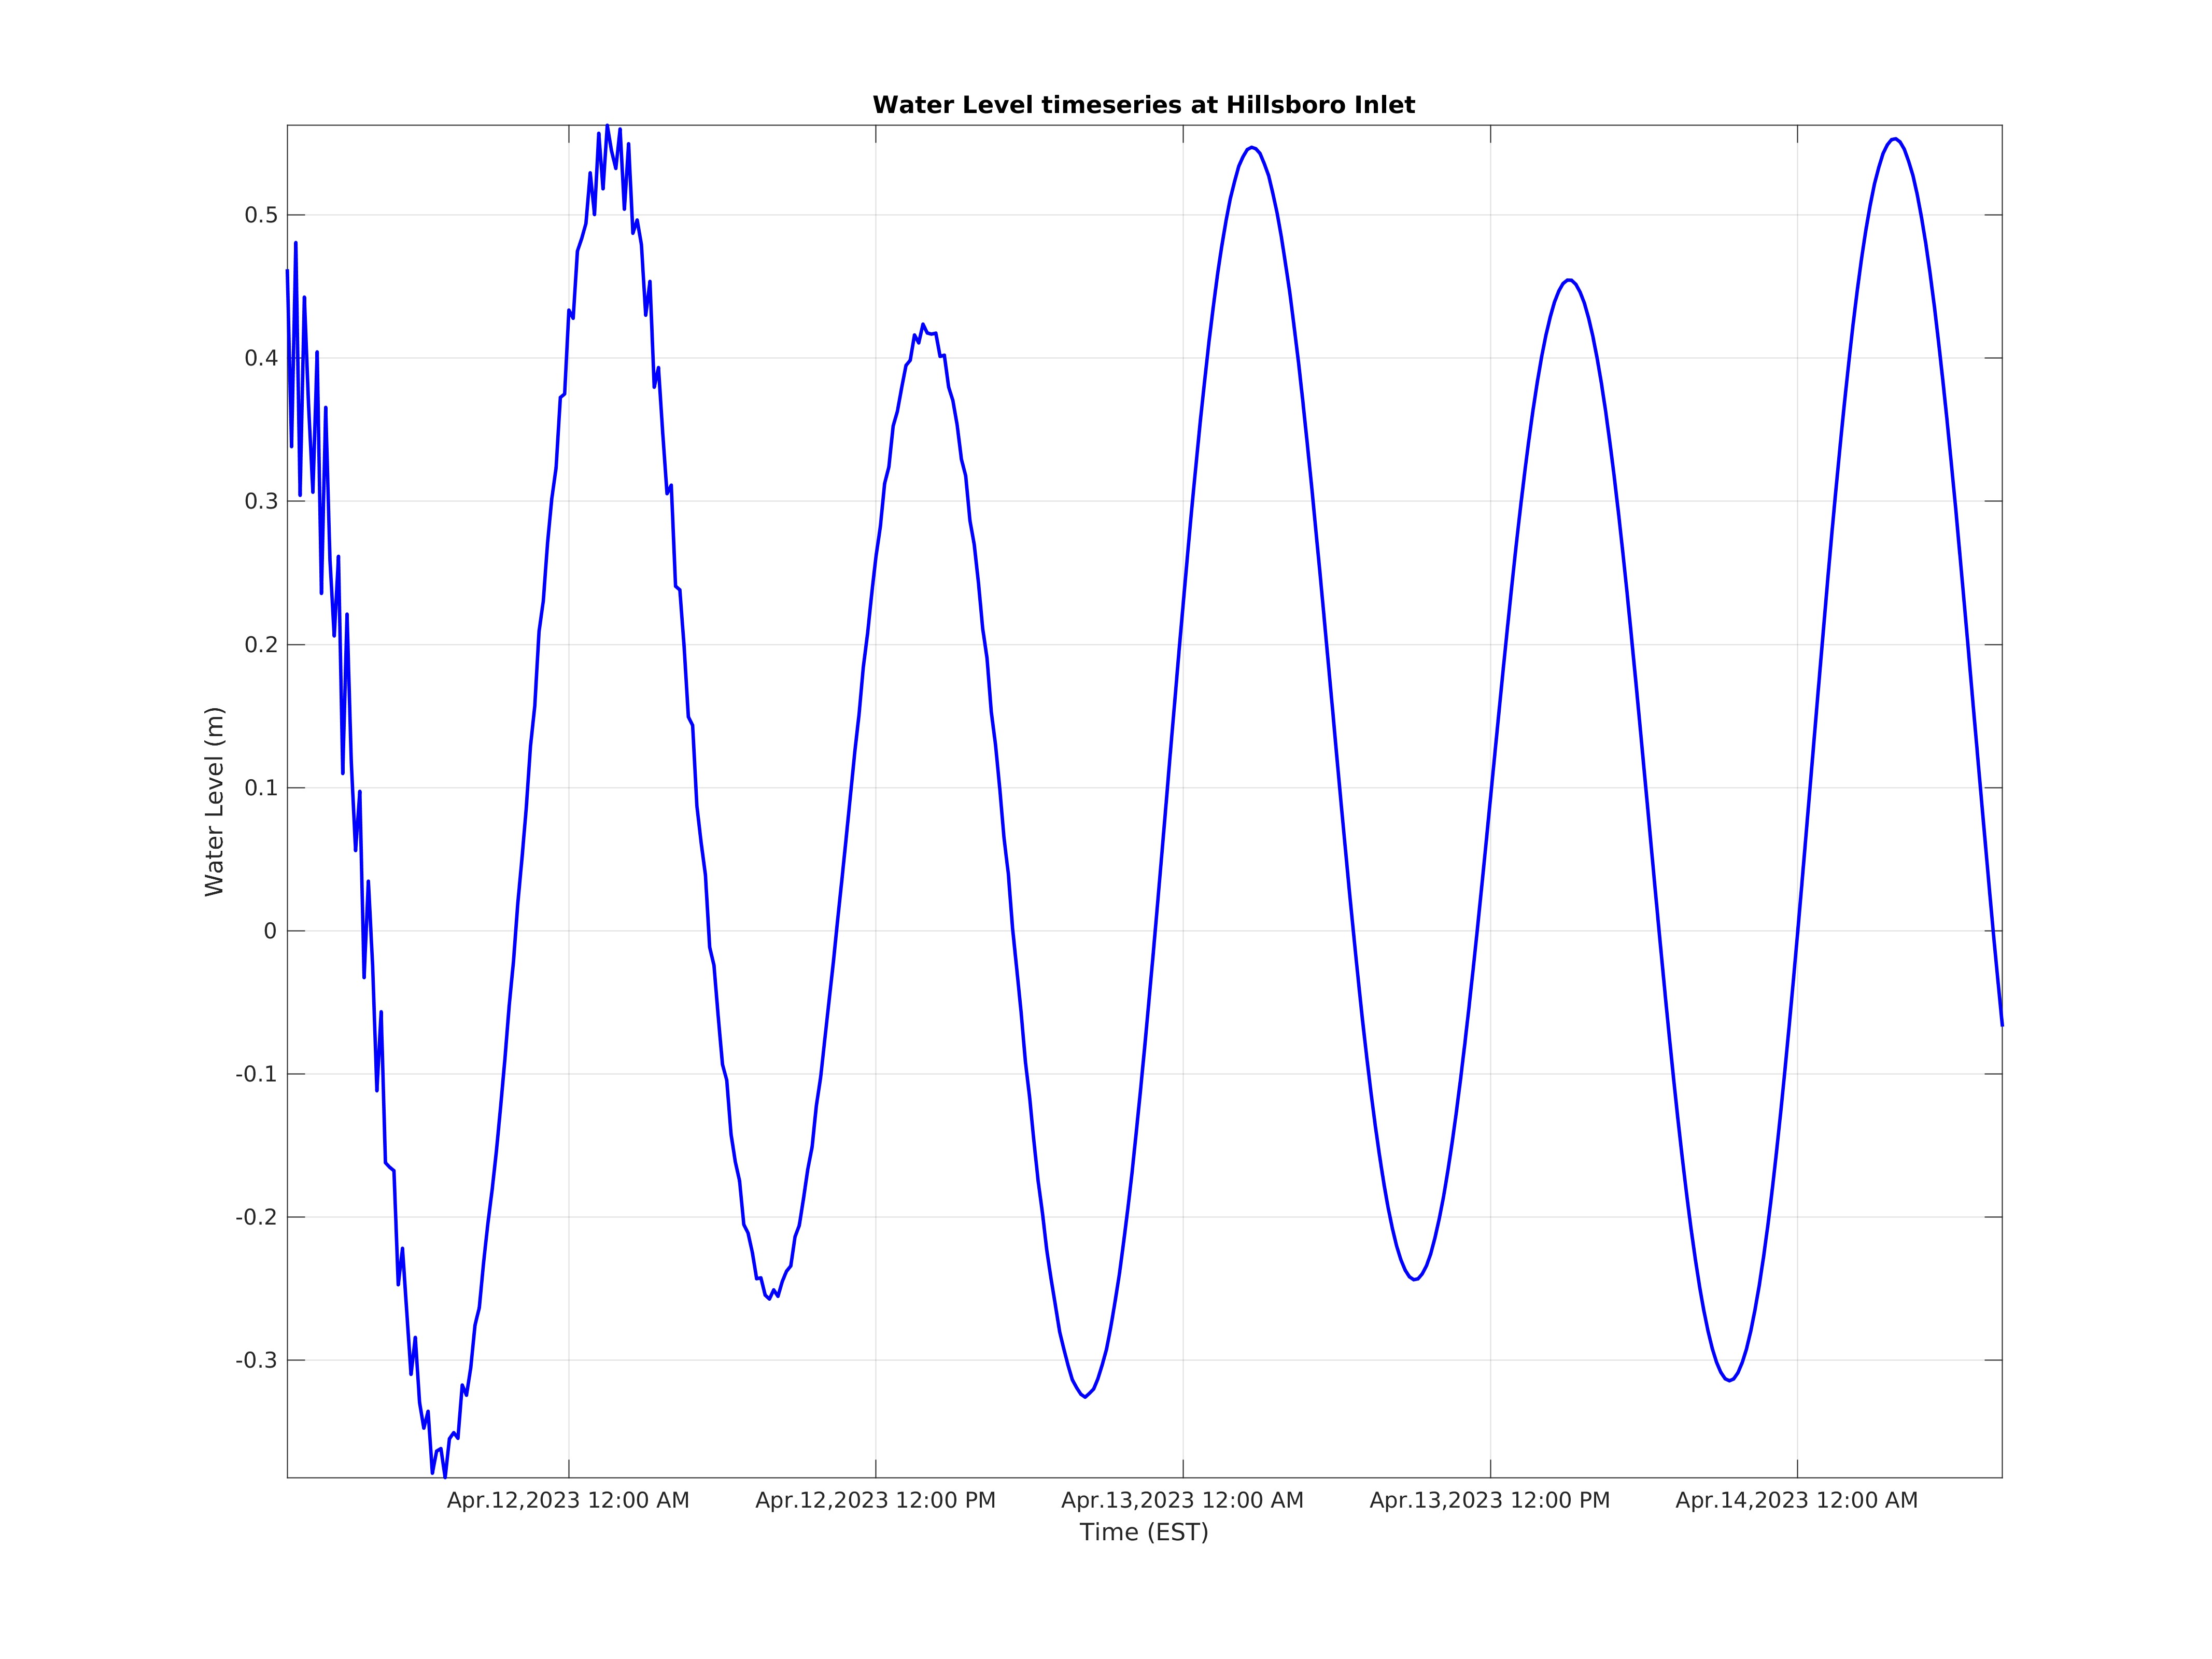 Water Level timeseries at Hillsboro Inlet
0.5
0.4
0.3
0.2
0.1
0
-0.1
-0.2
-0.3
Water Level (m)
Apr.12,2023 12:00 AM Apr.12,2023 12:00 PM Apr.13,2023 12:00 AM Apr.13,2023 12:00 PM Apr.14,2023 12:00 AM
Time (EST)